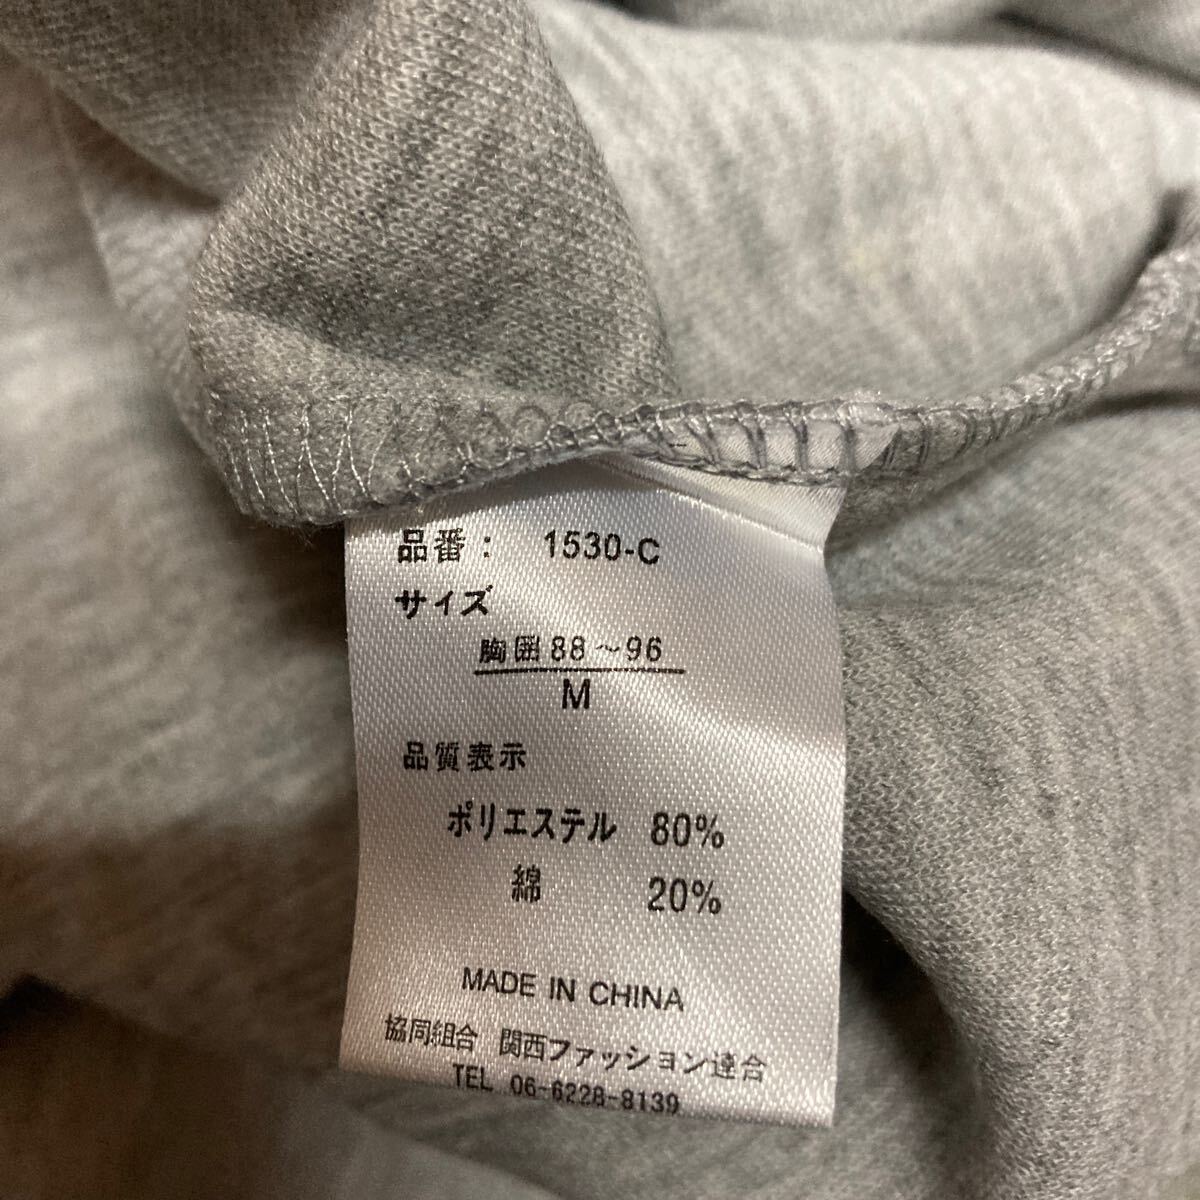 品番： 1530-C
サイズ
胸囲88～96
M
品質表示
ポリエステル 80%
綿 20%
MADE IN CHINA
協同組合 関西ファッション連合
TEL 06-6228-8139